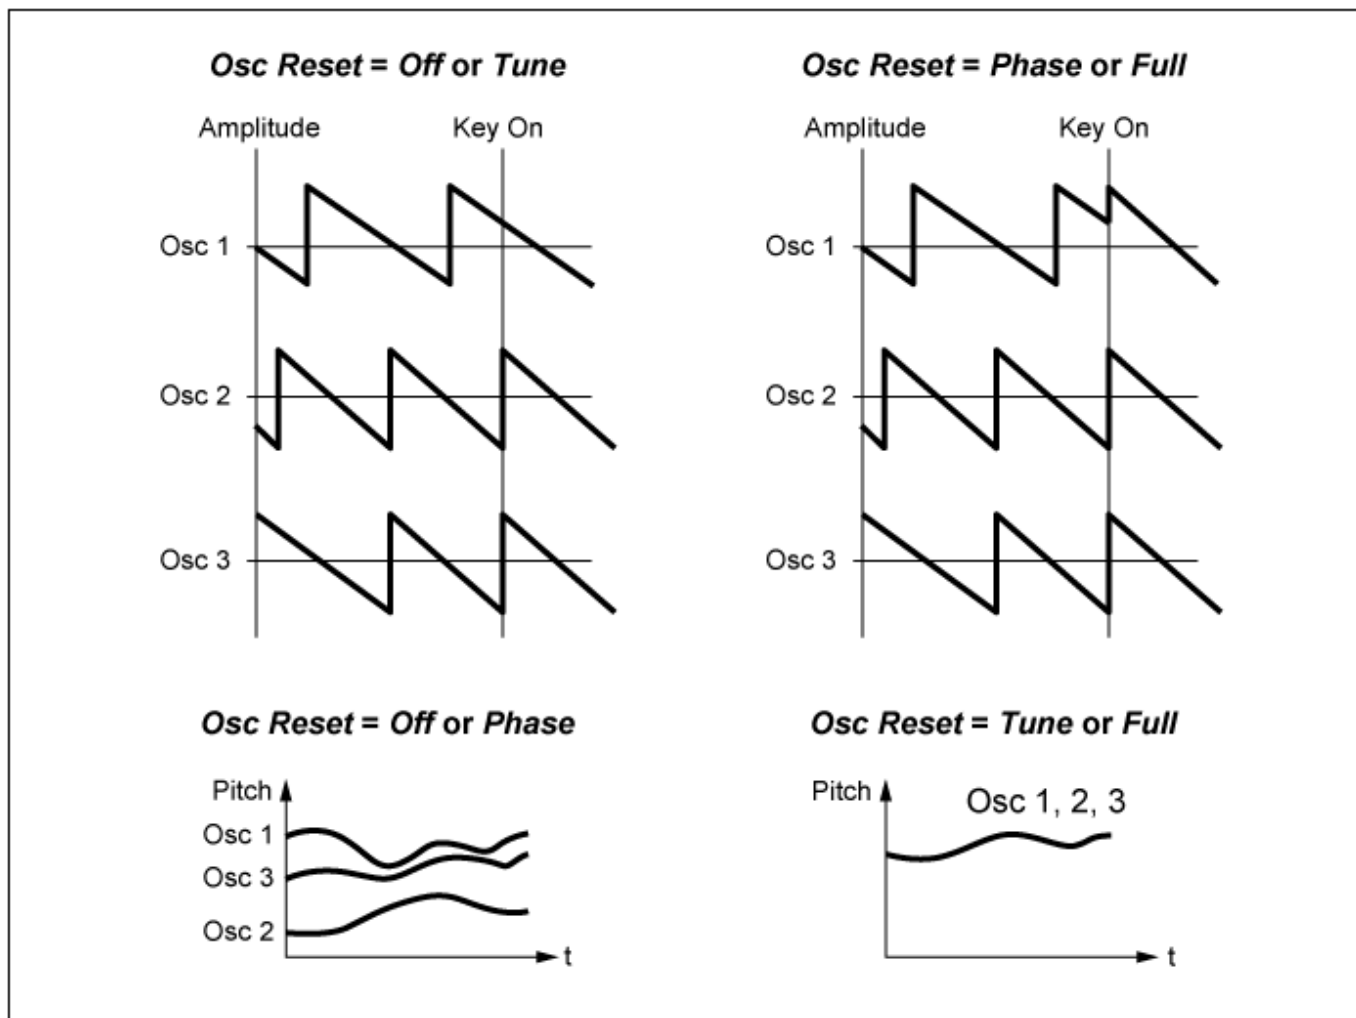 Osc Reset = Off or Tune
Amplitude Key On
Osc 1
Osc 2
Osc 3
Osc Reset = Phase or Full
Amplitude Key On
Osc 1
Osc 2
Osc 3
Osc Reset = Off or Phase
Pitch
Osc 1
Osc 3
Osc 2
t
Osc Reset = Tune or Full
Pitch
Osc 1, 2, 3
t